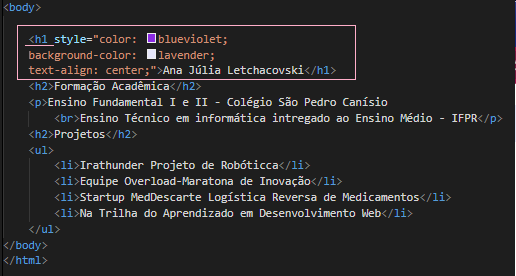 <body>
<h1 style="color: blueviolet;
background-color: lavender;
text-align: center;">Ana Júlia Letchacovski</h1>
<h2>Formação Acadêmica</h2>
<p>Ensino Fundamental I e II - Colégio São Pedro Canísio
<br>Ensino Técnico em informática intregado ao Ensino Médio - IFPR</p>
<h2>Projetos</h2>
<ul>
<li>Irathunder Projeto de Robóticca</li>
<li>Equipe Overload-Maratona de Inovação</li>
<li>Startup MedDescarte Logística Reversa de Medicamentos</li>
<li>Na Trilha do Aprendizado em Desenvolvimento Web</li>
</ul>
</body>
</html>